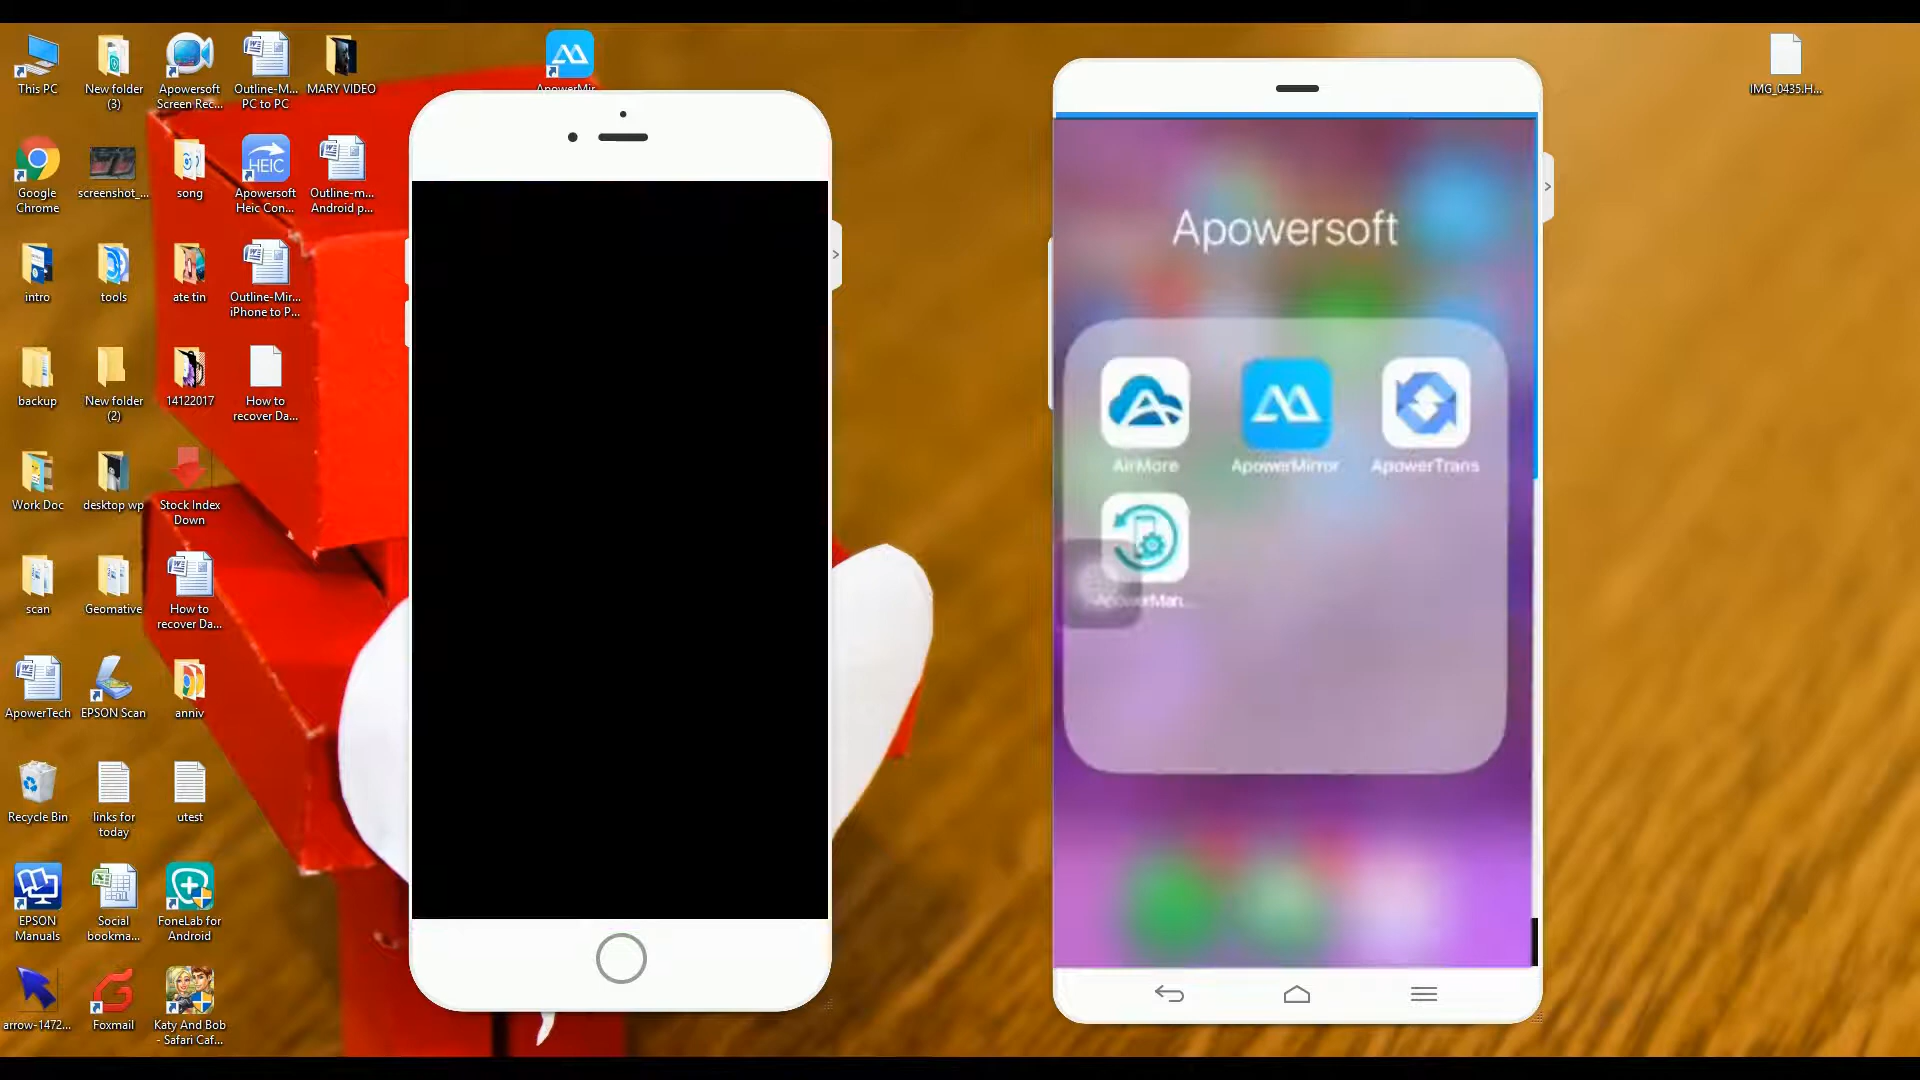 This PC
New folder
(3)
Apowersoft
Screen Rec...
Outline-M...
PC to PC
MARY VIDEO
ApowerMir
IMG_0435.H...
Google
Chrome
screenshot_...
song
HEIC
Apowersoft
Heic Con...
Outline-m...
Android p...
intro
tools
ate tin
Outline-Mir...
iPhone to P...
backup
New folder
(2)
14122017
How to
recover Da...
Work Doc
desktop wp
Stock Index
Down
scan
Geomative
How to
recover Da...
ApowerTech
EPSON Scan
anniv
Recycle Bin
links for
today
utest
EPSON
Manuals
Social
bookma...
FoneLab for
Android
arrow-1472...
Foxmail
Katy And Bob
- Safari Caf...
Apowersoft
AirMore
ApowerMirror
ApowerTrans
ApowerMan...